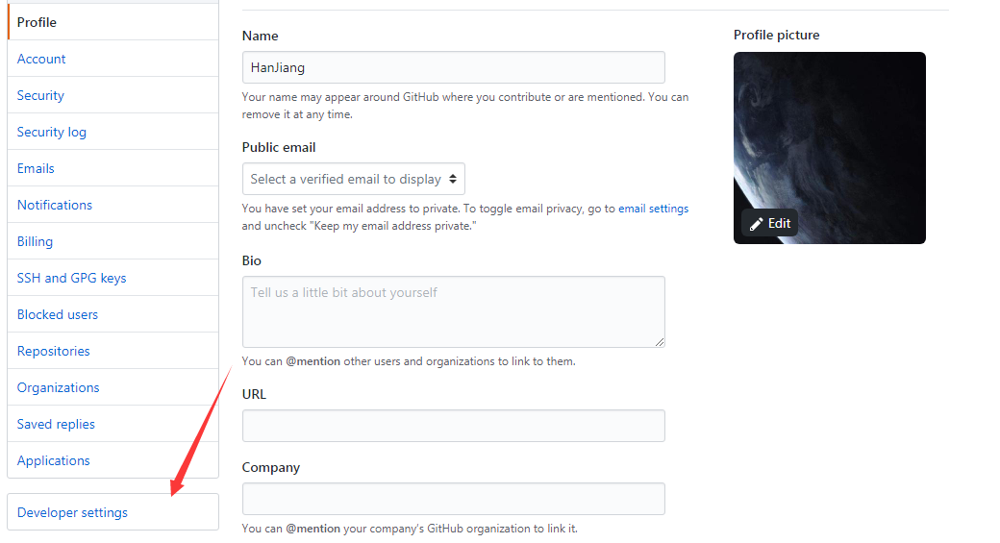 Profile
Account
Security
Security log
Emails
Notifications
Billing
SSH and GPG keys
Blocked users
Repositories
Organizations
Saved replies
Applications
Developer settings
Name
HanJiang
Your name may appear around GitHub where you contribute or are mentioned. You can
remove it at any time.
Public email
Select a verified email to display
You have set your email address to private. To toggle email privacy, go to email settings
and uncheck "Keep my email address private."
Bio
Tell us a little bit about yourself
You can @mention other users and organizations to link to them.
URL
Company
You can @mention your company's GitHub organization to link it.
Profile picture
Edit